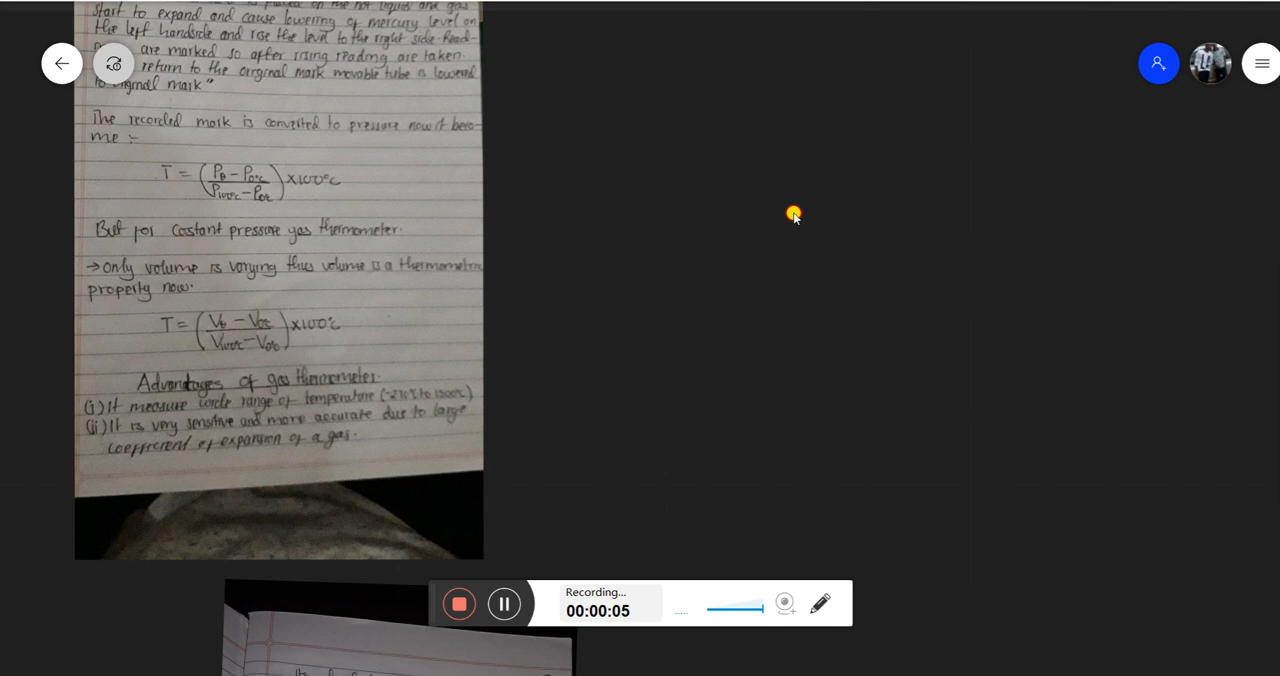 start to expand and cause lowering of mercury level on
the left handside and rise the level to the right side. Read-
are marked so after rising reading are taken.
return to the original mark movable tube is lowered
to original mark"
The recorded mark is converted to pressure now it beco-
me :-
T = (Pθ - P0°C / P100°C - P0°C) x100°C
But for costant pressure gas thermometer.
→only volume is varying thus volume is a thermometric
property now.
T = (Vθ - V0°C / V100°C - V0°C) x100°C
Advantages of gas thermometer.
(i) It measure wide range of temperature (-270°C to 1500°C)
(ii) It is very sensitive and more accurate due to large
coefficient of expansion of a gas.
Recording...
00:00:05